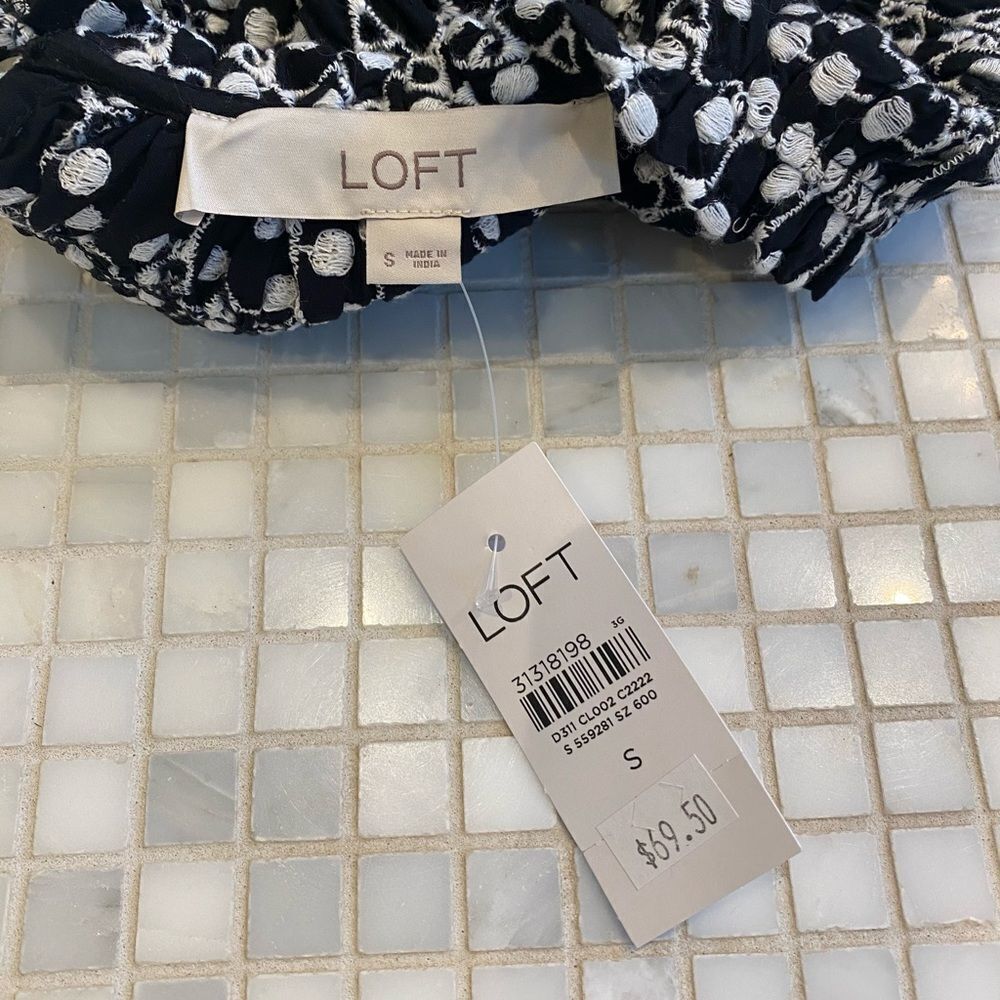 LOFT
S MADE IN
INDIA
LOFT
31318198 3G
D311 CL002 C2222
S 559281 SZ 600
S
$69.50